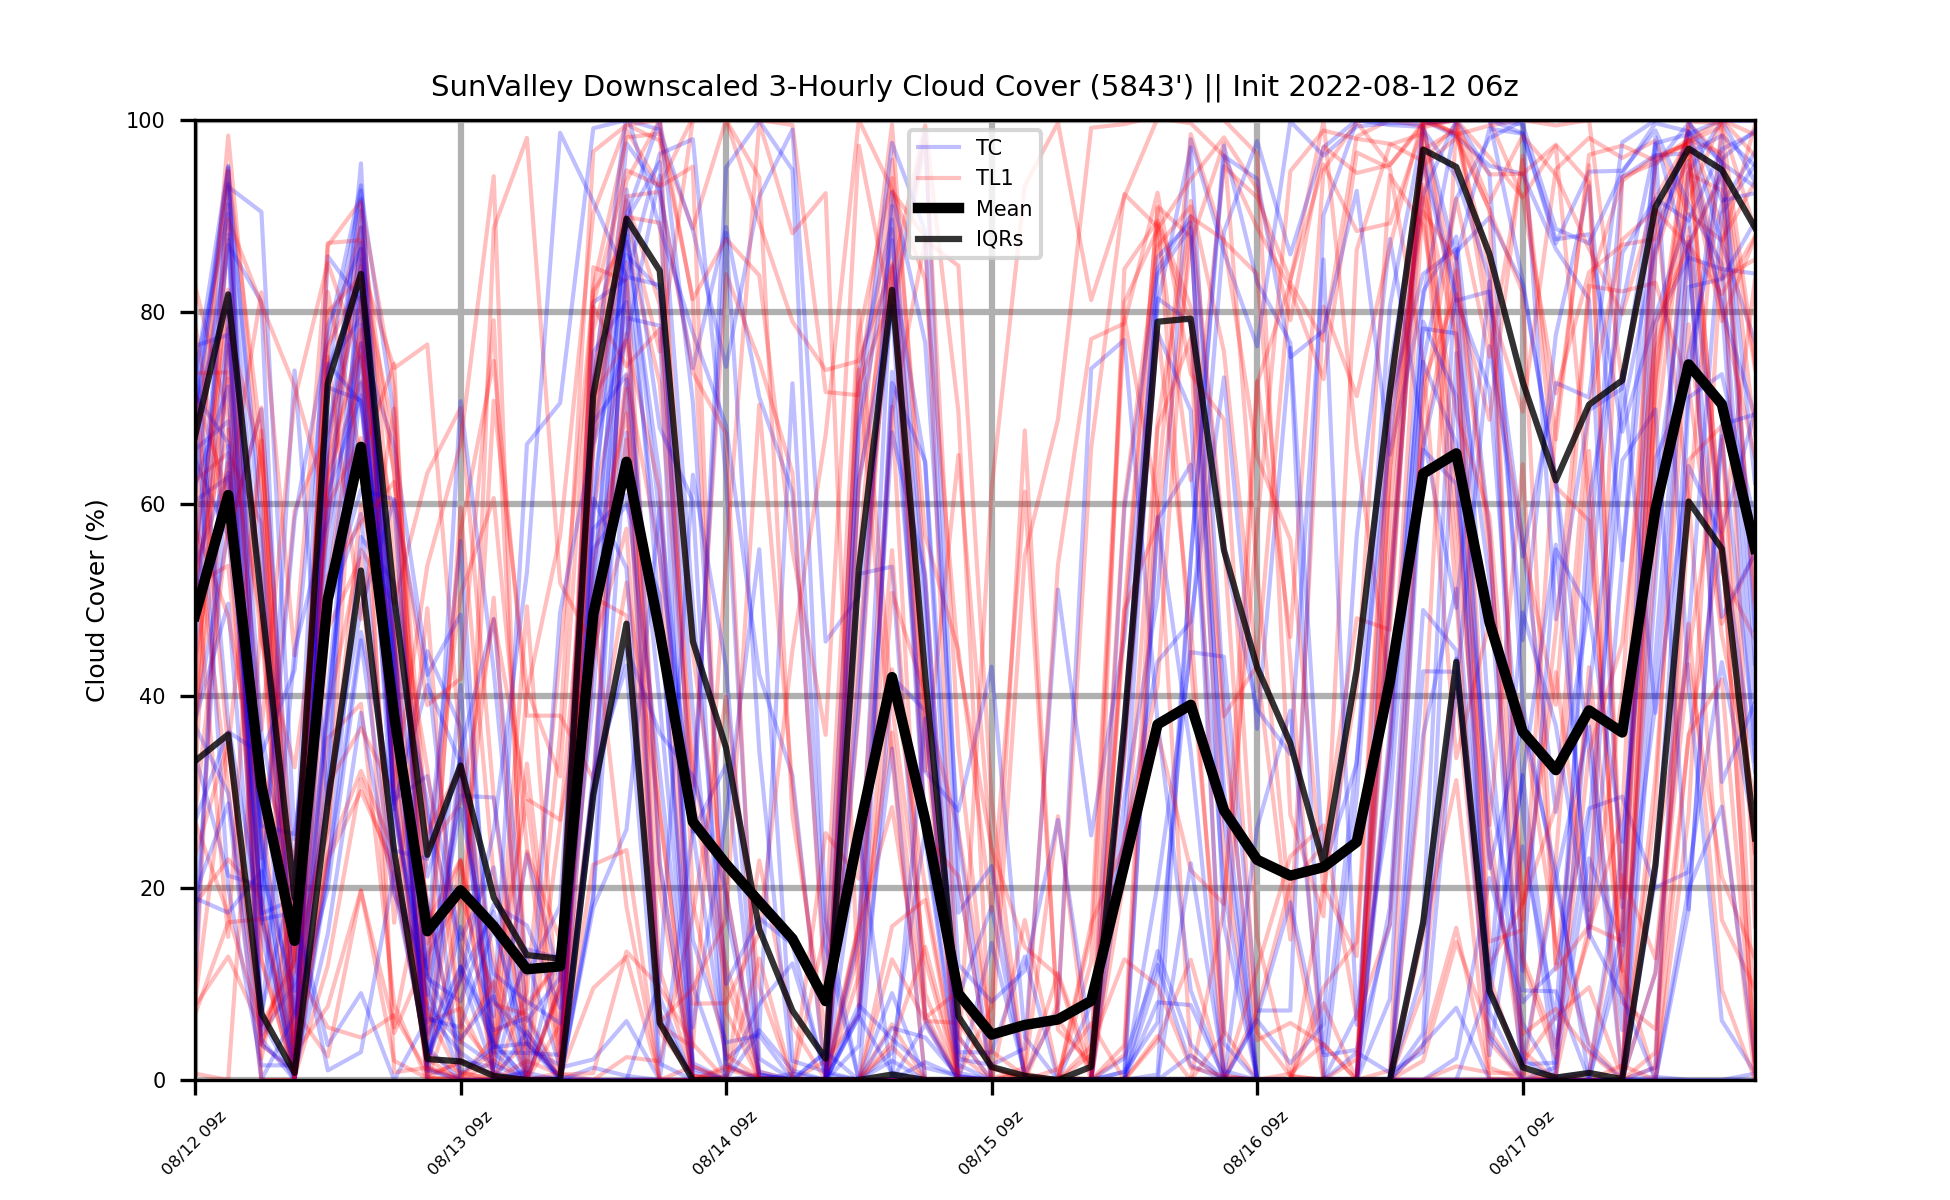 SunValley Downscaled 3-Hourly Cloud Cover (5843') || Init 2022-08-12 06z
TC
TL1
Mean
IQRs
Cloud Cover (%)
100
80
60
40
20
0
08/12 09z
08/13 09z
08/14 09z
08/15 09z
08/16 09z
08/17 09z